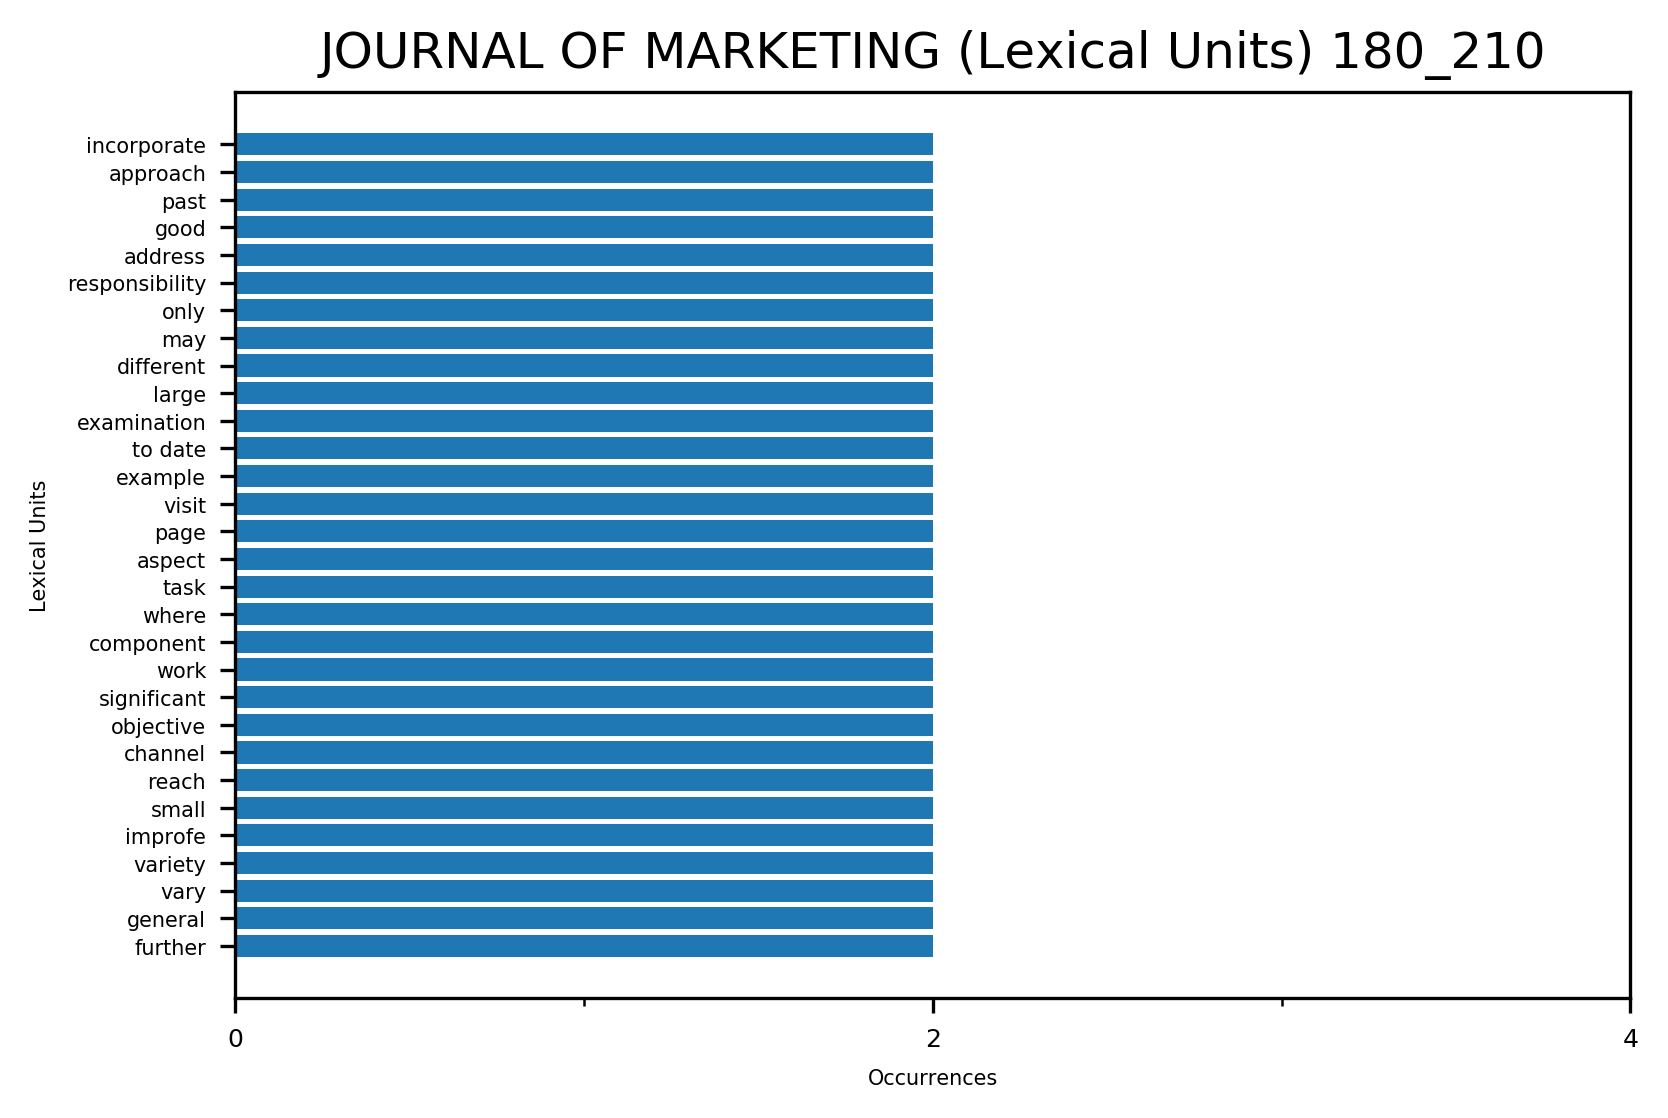 JOURNAL OF MARKETING (Lexical Units) 180_210
Lexical Units
incorporate
approach
past
good
address
responsibility
only
may
different
large
examination
to date
example
visit
page
aspect
task
where
component
work
significant
objective
channel
reach
small
improfe
variety
vary
general
further
0 2 4
Occurrences